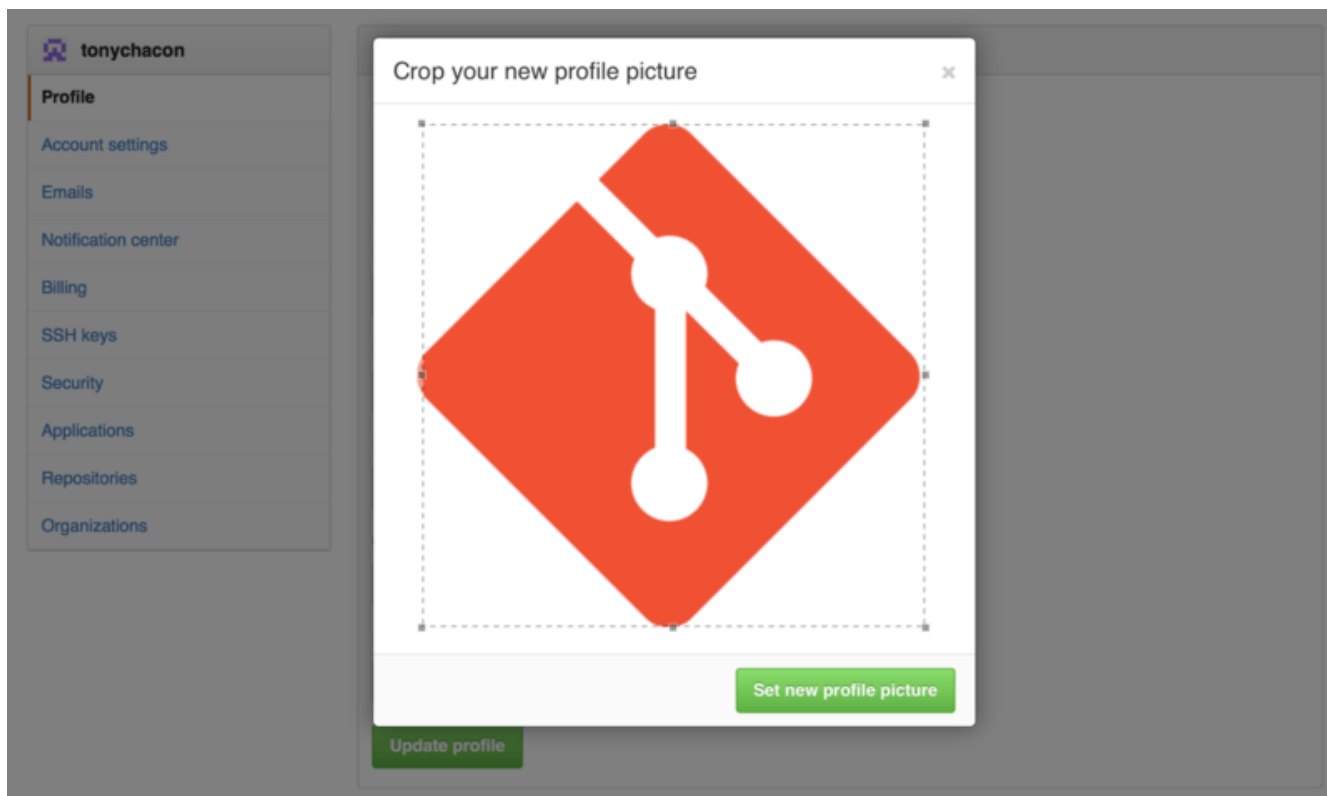 tonychacon
Profile
Account settings
Emails
Notification center
Billing
SSH keys
Security
Applications
Repositories
Organizations
Crop your new profile picture
×
Set new profile picture
Update profile